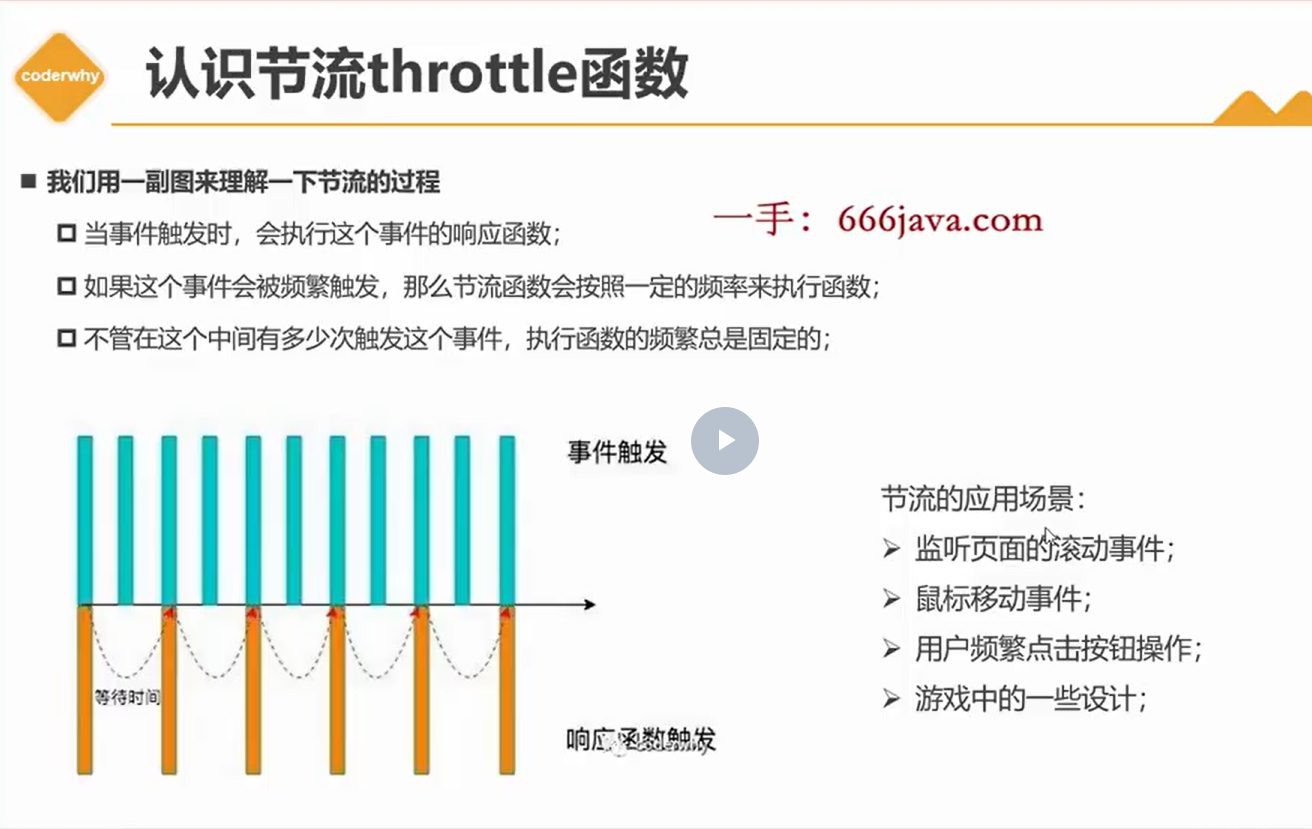 coderwhy
认识节流throttle函数
我们用一副图来理解一下节流的过程
一手：666java.com
当事件触发时，会执行这个事件的响应函数；
如果这个事件会被频繁触发，那么节流函数会按照一定的频率来执行函数；
不管在这个中间有多少次触发这个事件，执行函数的频繁总是固定的；
事件触发
节流的应用场景：
监听页面的滚动事件；
鼠标移动事件；
用户频繁点击按钮操作；
游戏中的一些设计；
等待时间
响应函数触发
coderwhy